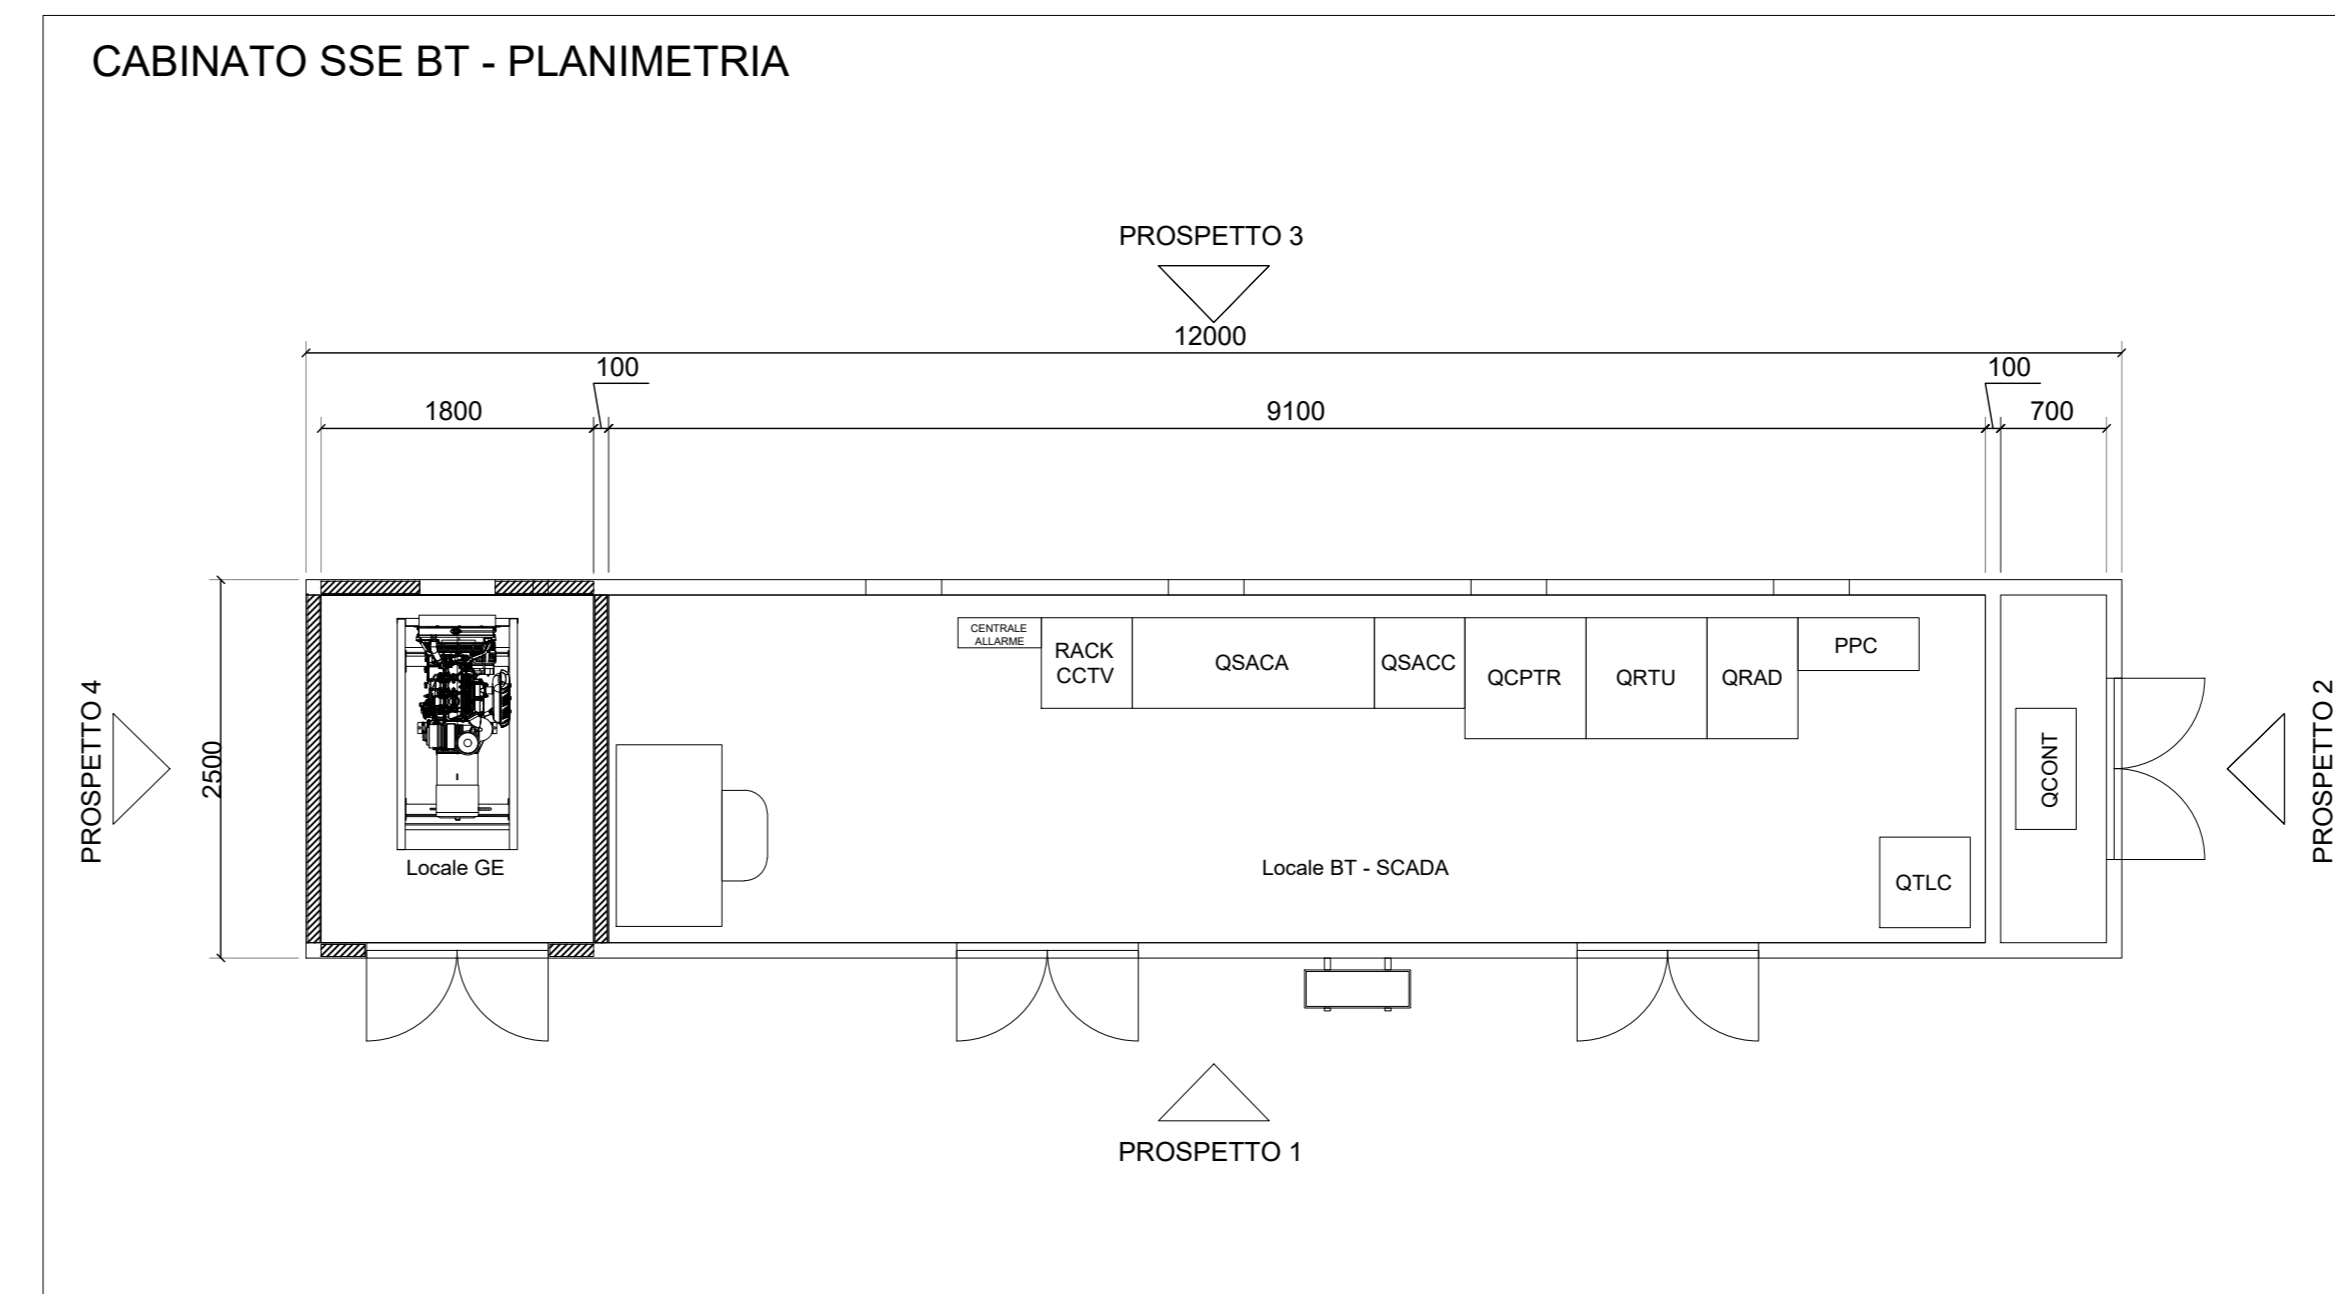 CABINATO SSE BT - PLANIMETRIA
PROSPETTO 3
12000
100
100
1800
9100
700
CENTRALE
ALLARME
RACK
CCTV
QSACA
QSACC
QCPTR
QRTU
QRAD
PPC
PROSPETTO 4
2500
QCONT
PROSPETTO 2
Locale GE
Locale BT - SCADA
QTLC
PROSPETTO 1